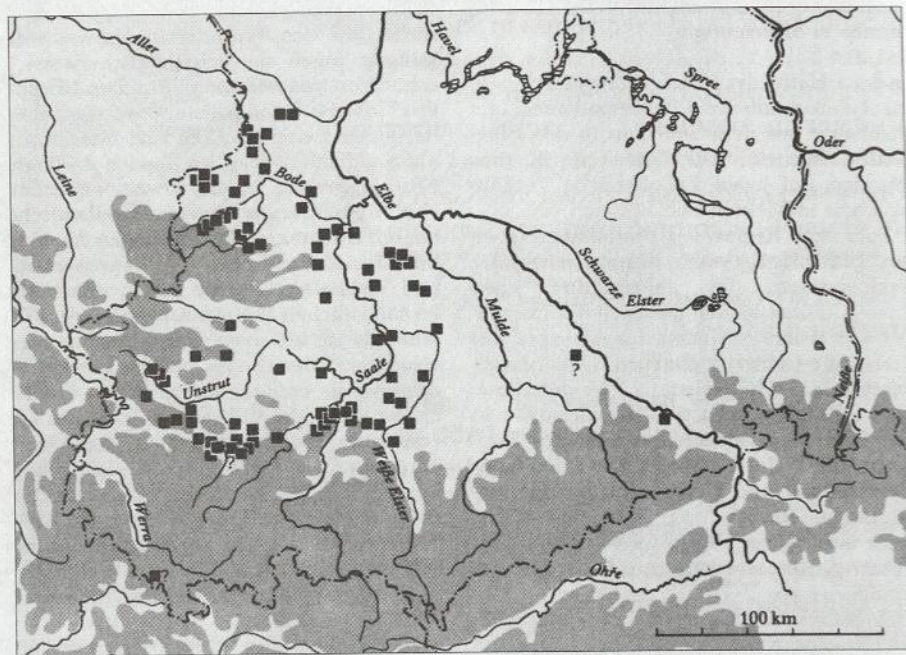 Aller
Havel
Spree
Oder
Leine
Bode
Elbe
Schwarze
Elster
Mulde
Neiße
Unstrut
Saale
?
?
Weiße Elster
Werra
Ohře
100 km